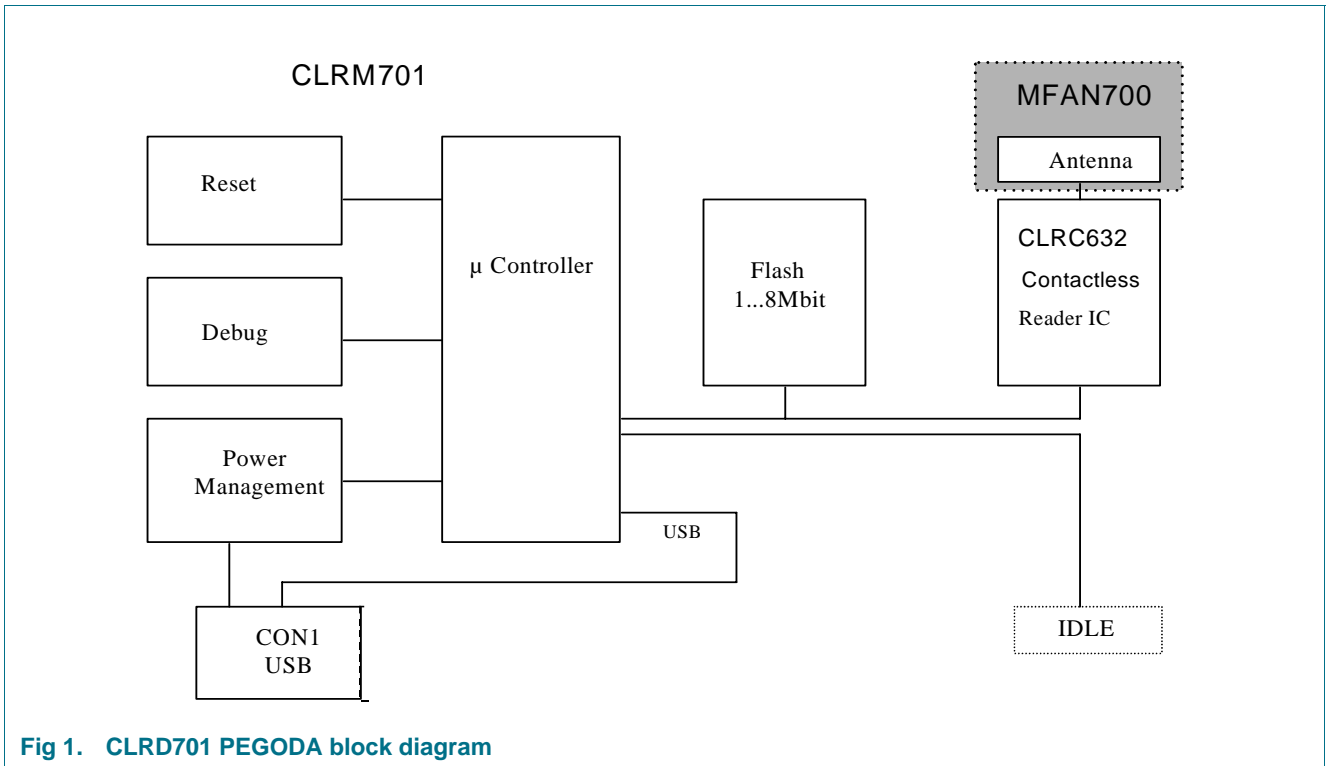 CLRM701
MFAN700
Antenna
Reset
CLRC632
Contactless
Reader IC
µ Controller
Flash
1...8Mbit
Debug
Power
Management
USB
CON1
USB
IDLE
Fig 1. CLRD701 PEGODA block diagram